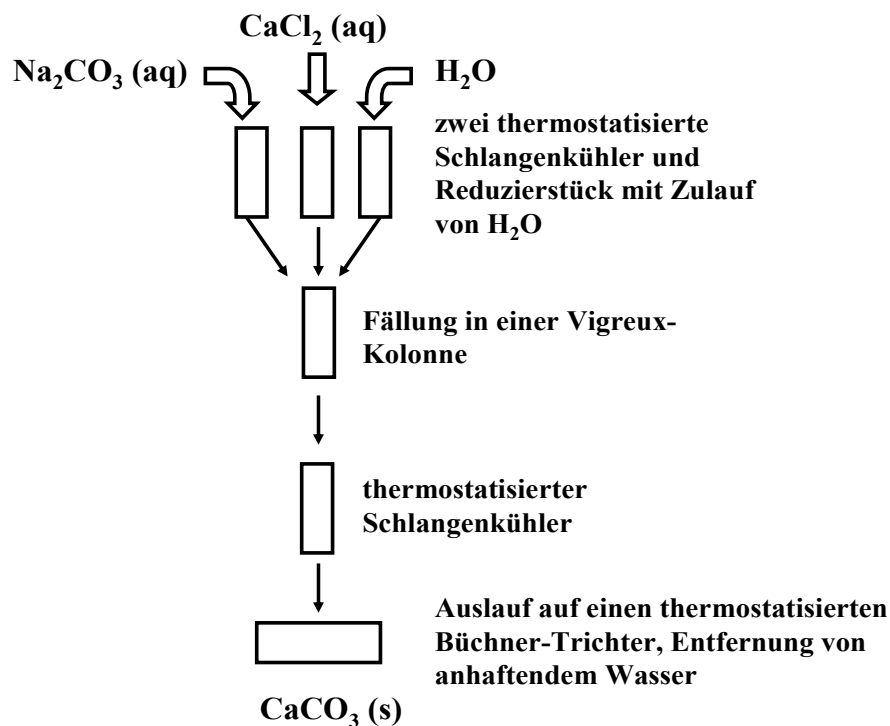 CaCl₂ (aq)
Na₂CO₃ (aq)
H₂O
zwei thermostatisierte
Schlangenkühler und
Reduzierstück mit Zulauf
von H₂O
Fällung in einer Vigreux-
Kolonne
thermostatisierter
Schlangenkühler
Auslauf auf einen thermostatisierten
Büchner-Trichter, Entfernung von
anhaftendem Wasser
CaCO₃ (s)